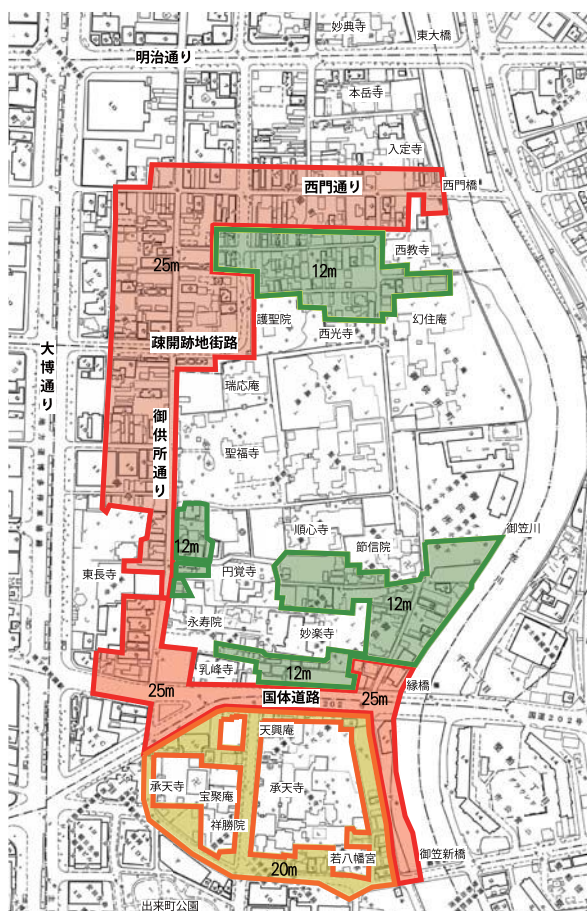 妙典寺
東大橋
明治通り
本岳寺
入定寺
西門通り
西門橋
西教寺
25m
12m
護聖院
西光寺
幻住庵
疎開跡地街路
大博通り
瑞応庵
御供所通り
聖福寺
御笠川
順心寺
節信院
12m
東長寺
円覚寺
12m
永寿院
妙楽寺
乳峰寺
12m
25m
国体道路
25m
縁橋
国道202号
天興庵
承天寺
宝聚庵
承天寺
祥勝院
若八幡宮
御笠新橋
20m
出来町公園